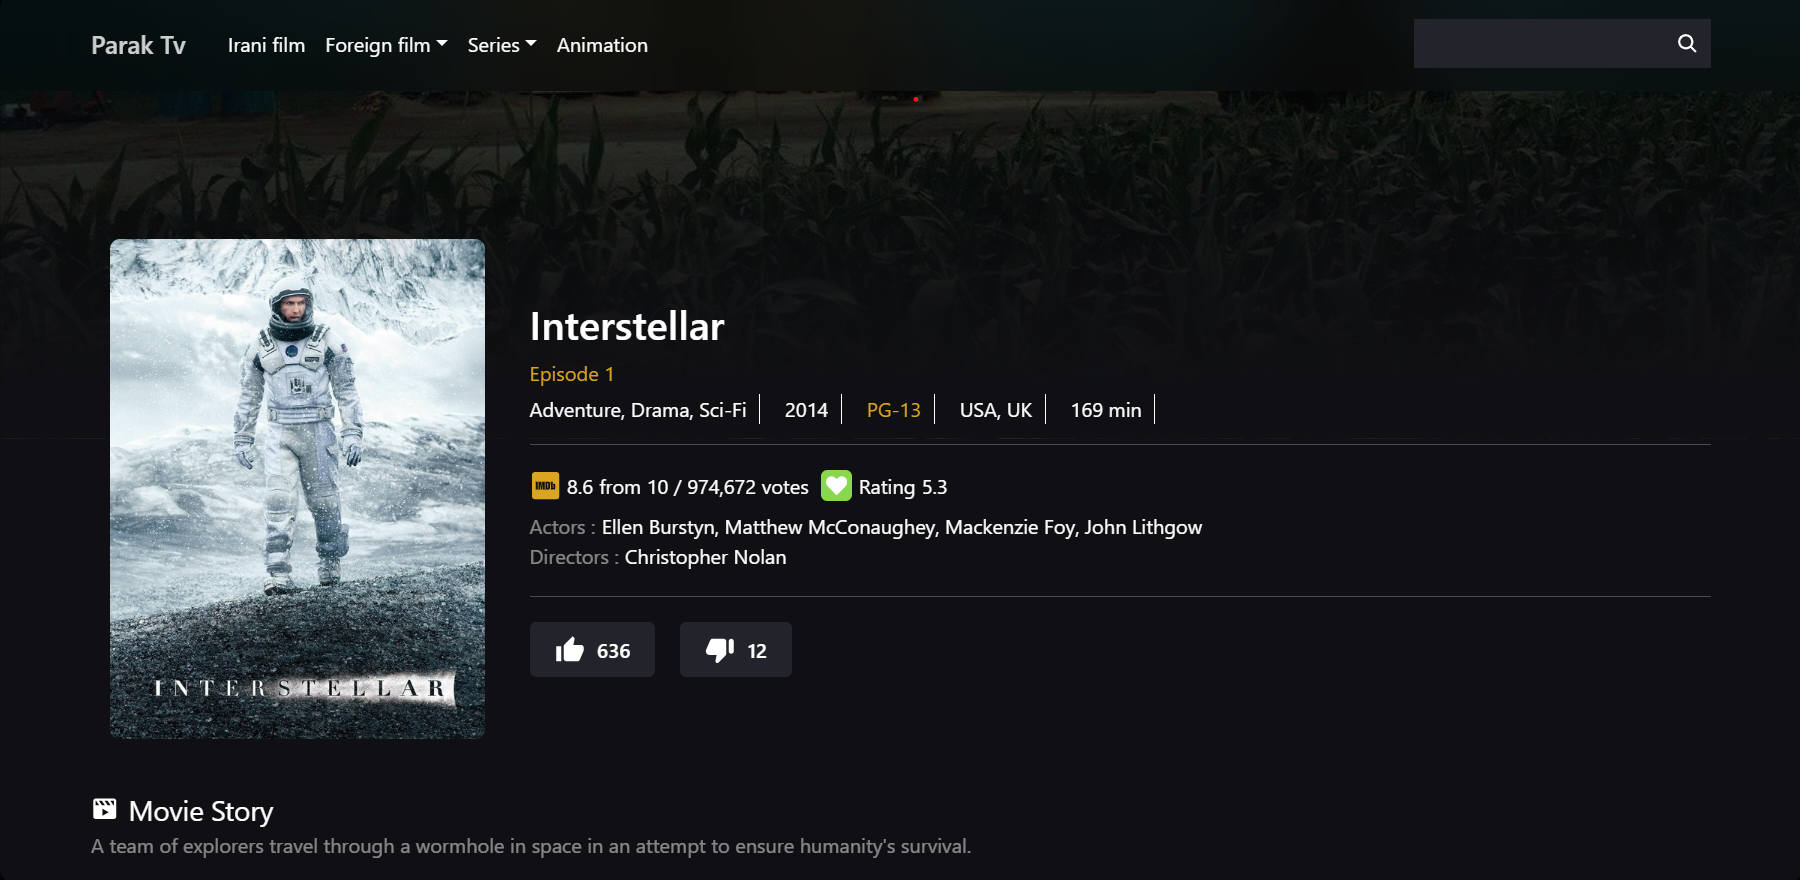 Parak Tv Irani film Foreign film Series Animation
Interstellar
Episode 1
Adventure, Drama, Sci-Fi 2014 PG-13 USA, UK 169 min
IMDb 8.6 from 10 / 974,672 votes Rating 5.3
Actors : Ellen Burstyn, Matthew McConaughey, Mackenzie Foy, John Lithgow
Directors : Christopher Nolan
636 12
INTERSTELLAR
Movie Story
A team of explorers travel through a wormhole in space in an attempt to ensure humanity's survival.